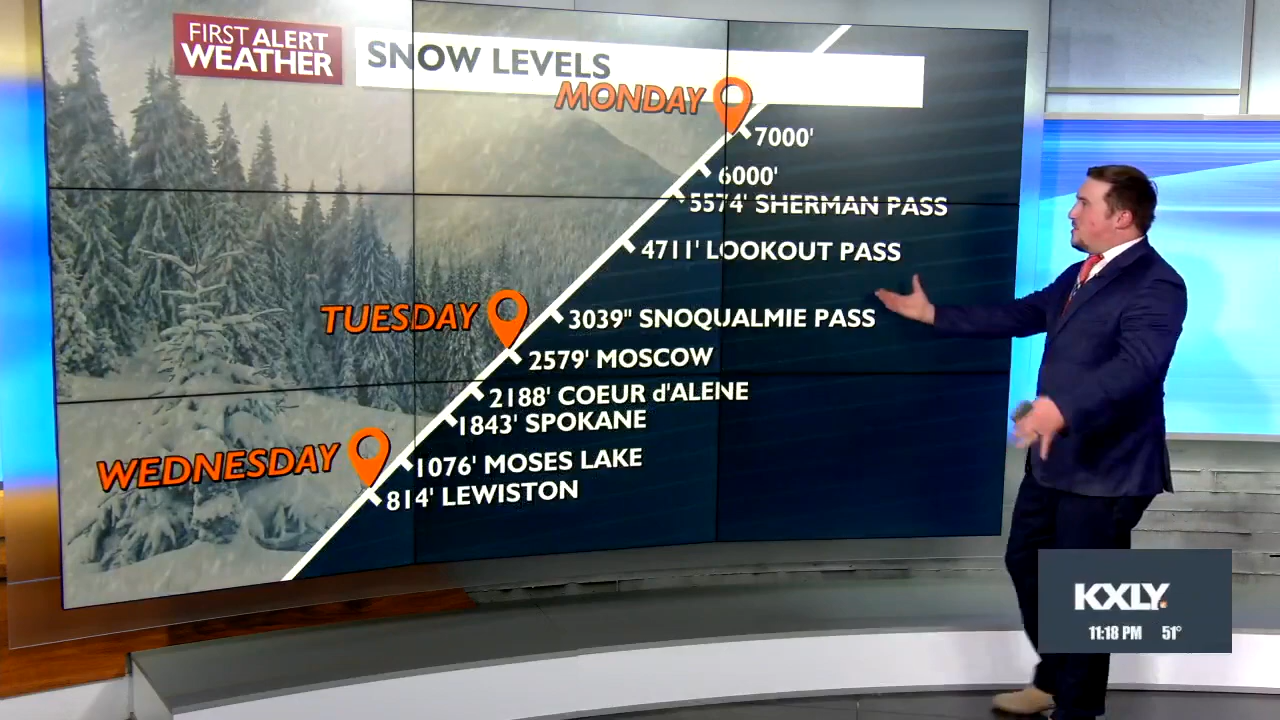 FIRST ALERT
WEATHER
SNOW LEVELS
MONDAY
7000'
6000'
5574' SHERMAN PASS
4711' LOOKOUT PASS
TUESDAY
3039" SNOQUALMIE PASS
2579' MOSCOW
2188' COEUR d'ALENE
1843' SPOKANE
WEDNESDAY
1076' MOSES LAKE
814' LEWISTON
KXLY
11:18 PM 51°